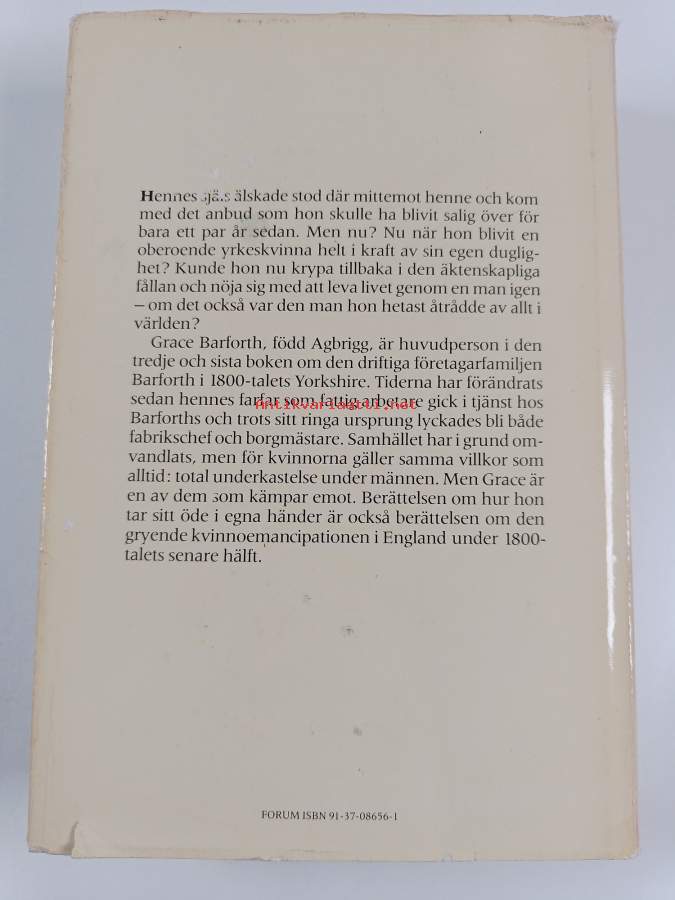 Hennes själs älskade stod där mittemot henne och kom
med det anbud som hon skulle ha blivit salig över för
bara ett par år sedan. Men nu? Nu när hon blivit en
oberoende yrkeskvinna helt i kraft av sin egen duglig-
het? Kunde hon nu krypa tillbaka i den äktenskapliga
fållan och nöja sig med att leva livet genom en man igen
– om det också var den man hon hetast åtrådde av allt i
världen?
Grace Barforth, född Agbrigg, är huvudperson i den
tredje och sista boken om den driftiga företagarfamiljen
Barforth i 1800-talets Yorkshire. Tiderna har förändrats
sedan hennes farfar som fattig arbetare gick i tjänst hos
Antikvariaatti.net
Barforths och trots sitt ringa ursprung lyckades bli både
fabrikschef och borgmästare. Samhället har i grund om-
vandlats, men för kvinnorna gäller samma villkor som
alltid: total underkastelse under männen. Men Grace är
en av dem som kämpar emot. Berättelsen om hur hon
tar sitt öde i egna händer är också berättelsen om den
gryende kvinnoemancipationen i England under 1800-
talets senare hälft.
FORUM ISBN 91-37-08656-1